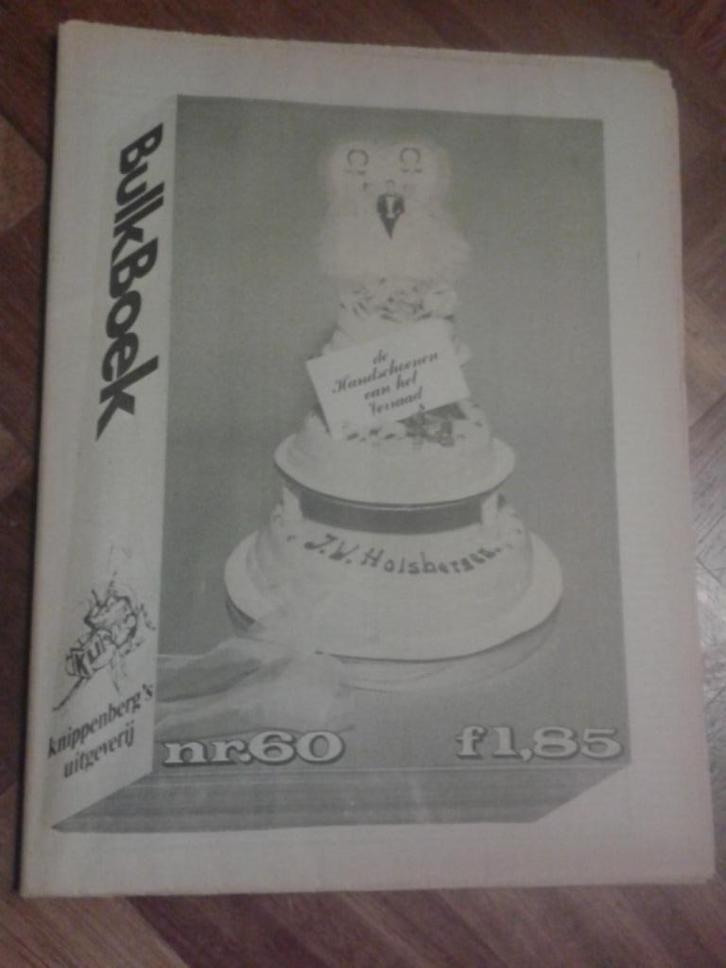 BulkBoek
de
Handschoenen
van het
Verraad
J.W. Holsbergen.
knippenberg's
uitgeverij
nr.60
f1,85